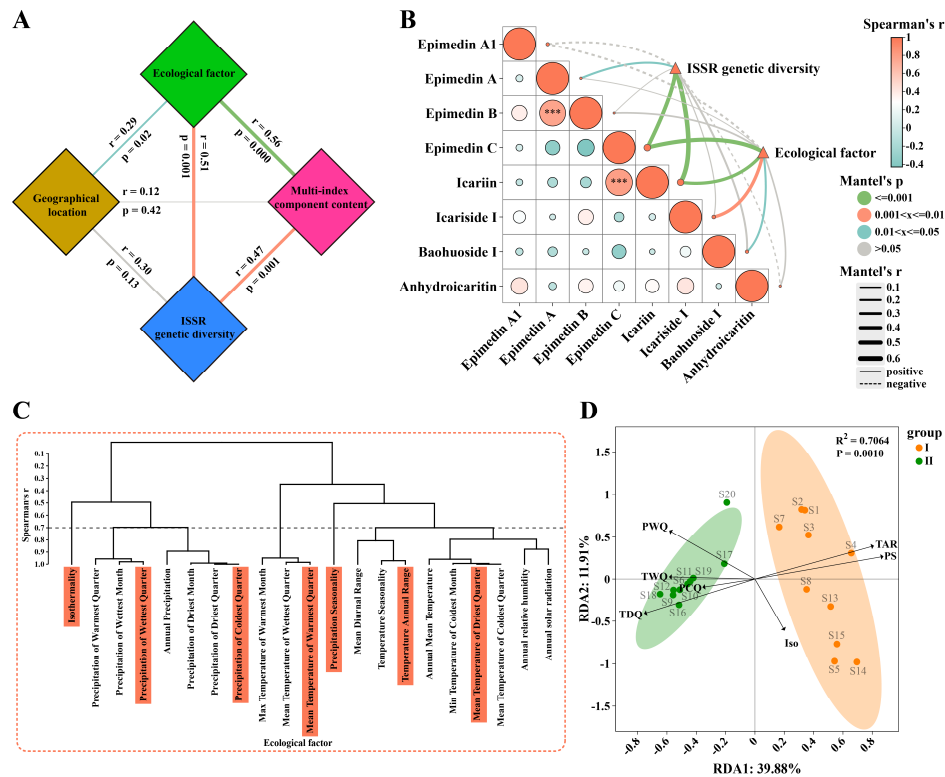 A
Ecological factor
r = 0.29
p = 0.02
r = 0.51
p = 0.001
r = 0.56
p = 0.000
Geographical
location
r = 0.12
p = 0.42
Multi-index
component content
r = 0.30
p = 0.13
r = 0.47
p = 0.001
ISSR
genetic diversity
B
Epimedin A1
Epimedin A
Epimedin B
Epimedin C
Icariin
Icariside I
Baohuoside I
Anhydroicaritin
***
***
Epimedin A1
Epimedin A
Epimedin B
Epimedin C
Icariin
Icariside I
Baohuoside I
Anhydroicaritin
ISSR genetic diversity
Ecological factor
Spearman's r
1
0.8
0.6
0.4
0.2
0
-0.2
-0.4
Mantel's p
<=0.001
0.001<x<=0.01
0.01<x<=0.05
>0.05
Mantel's r
0.1
0.2
0.3
0.4
0.5
0.6
positive
negative
C
Spearman's r
0.1
0.2
0.3
0.4
0.5
0.6
0.7
0.8
0.9
1.0
Isothermality
Precipitation of Warmest Quarter
Precipitation of Wettest Month
Precipitation of Wettest Quarter
Annual Precipitation
Precipitation of Driest Month
Precipitation of Driest Quarter
Precipitation of Coldest Quarter
Max Temperature of Warmest Month
Mean Temperature of Wettest Quarter
Mean Temperature of Warmest Quarter
Precipitation Seasonality
Mean Diurnal Range
Temperature Seasonality
Temperature Annual Range
Annual Mean Temperature
Min Temperature of Coldest Month
Mean Temperature of Driest Quarter
Mean Temperature of Coldest Quarter
Annual relative humidity
Annual solar radiation
Ecological factor
D
R² = 0.7064
P = 0.0010
group
I
II
RDA2: 11.91%
1.5
1
0.5
0
-0.5
-1
-1.5
S20
S2
S1
S7
S3
PWQ
S17
S4
TAR
PS
TWQ
S11
S19
S12
S6
PCQ
S8
S18
S10
S9
S13
TDQ
S16
Iso
S15
S5
S14
-0.8
-0.6
-0.4
-0.2
0
0.2
0.4
0.6
0.8
RDA1: 39.88%